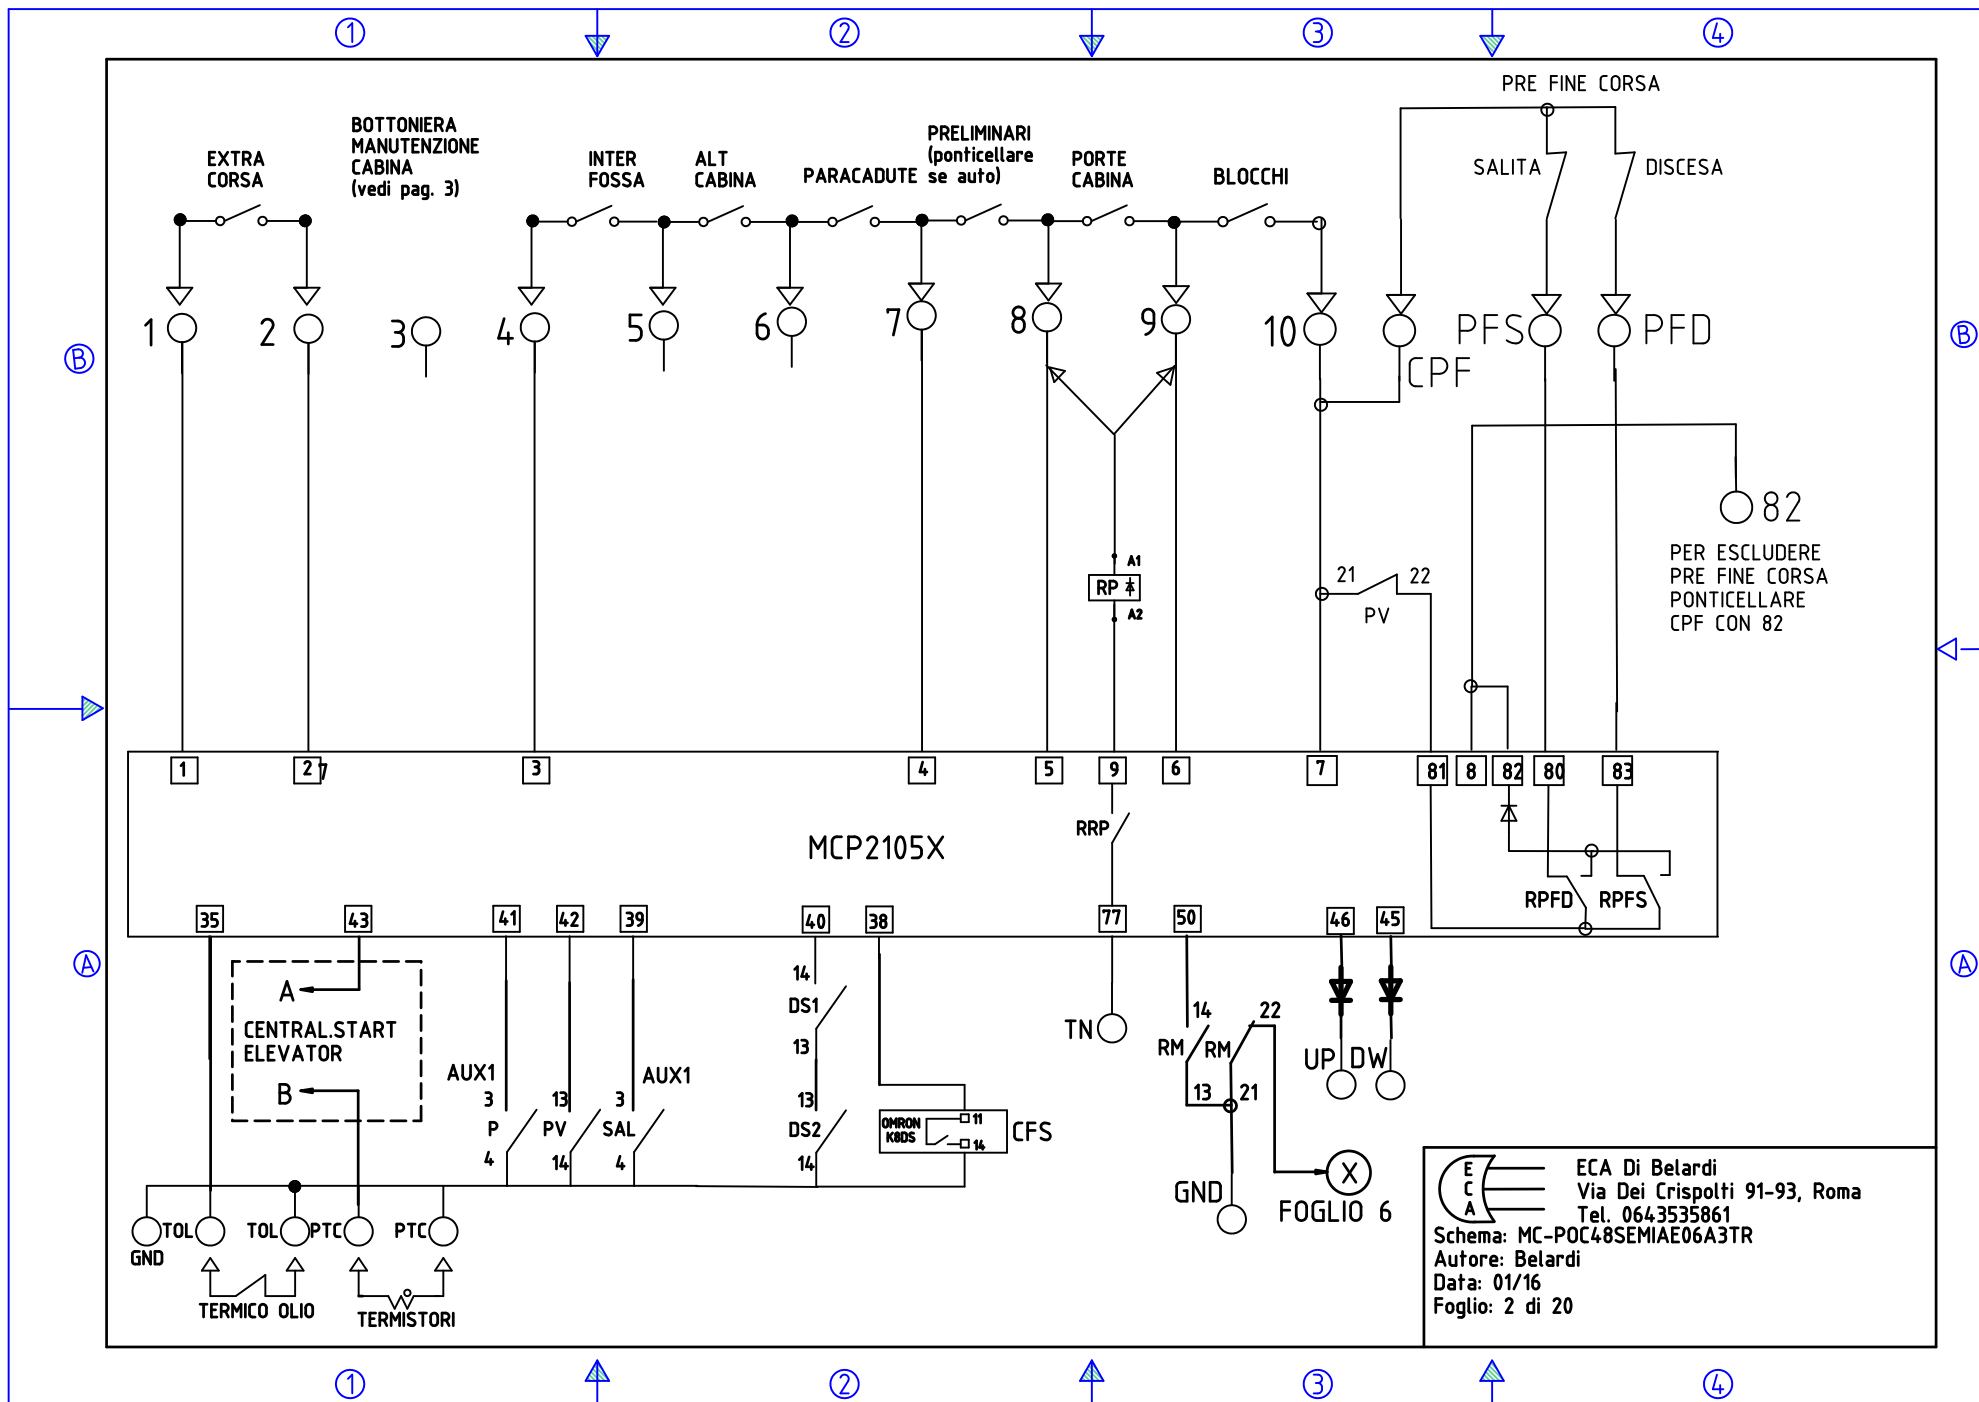 1
2
3
4
PRE FINE CORSA
BOTTONIERA
MANUTENZIONE
CABINA
(vedi pag. 3)
EXTRA
CORSA
INTER
FOSSA
ALT
CABINA
PARACADUTE
PRELIMINARI
(ponticellare
se auto)
PORTE
CABINA
BLOCCHI
SALITA
DISCESA
1
2
3
4
5
6
7
8
9
10
CPF
PFS
PFD
B
B
82
PER ESCLUDERE
PRE FINE CORSA
PONTICELLARE
CPF CON 82
A1
RP
A2
21
22
PV
1
2
7
3
4
5
9
6
7
81
8
82
80
83
MCP2105X
RRP
RPFD
RPFS
35
43
41
42
39
40
38
77
50
46
45
A
A
A
CENTRAL.START
ELEVATOR
B
AUX1
3
P
4
13
PV
14
3
SAL
4
AUX1
14
DS1
13
13
DS2
14
OMRON
K8DS
11
14
CFS
TN
14
RM
13
RM
22
21
GND
X
FOGLIO 6
UP
DW
GND
TOL
TOL
PTC
PTC
TERMICO OLIO
TERMISTORI
E
C
A
ECA Di Belardi
Via Dei Crispolti 91-93, Roma
Tel. 0643535861
Schema: MC-POC48SEMIAE06A3TR
Autore: Belardi
Data: 01/16
Foglio: 2 di 20
1
2
3
4